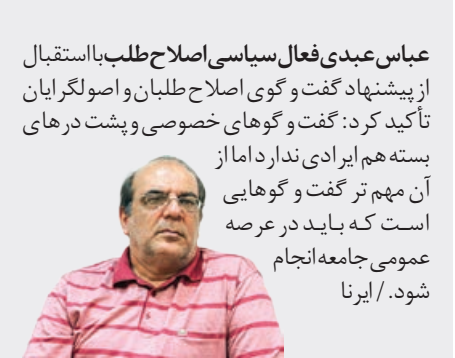 عباس عبدی فعال سیاسی اصلاح طلب با استقبال
از پیشنهاد گفت و گوی اصلاح طلبان و اصولگرایان
تأکید کرد: گفت و گوهای خصوصی و پشت درهای
بسته هم ایرادی ندارد اما از
آن مهم تر گفت و گوهایی
است که باید در عرصه
عمومی جامعه انجام
شود. / ایرنا